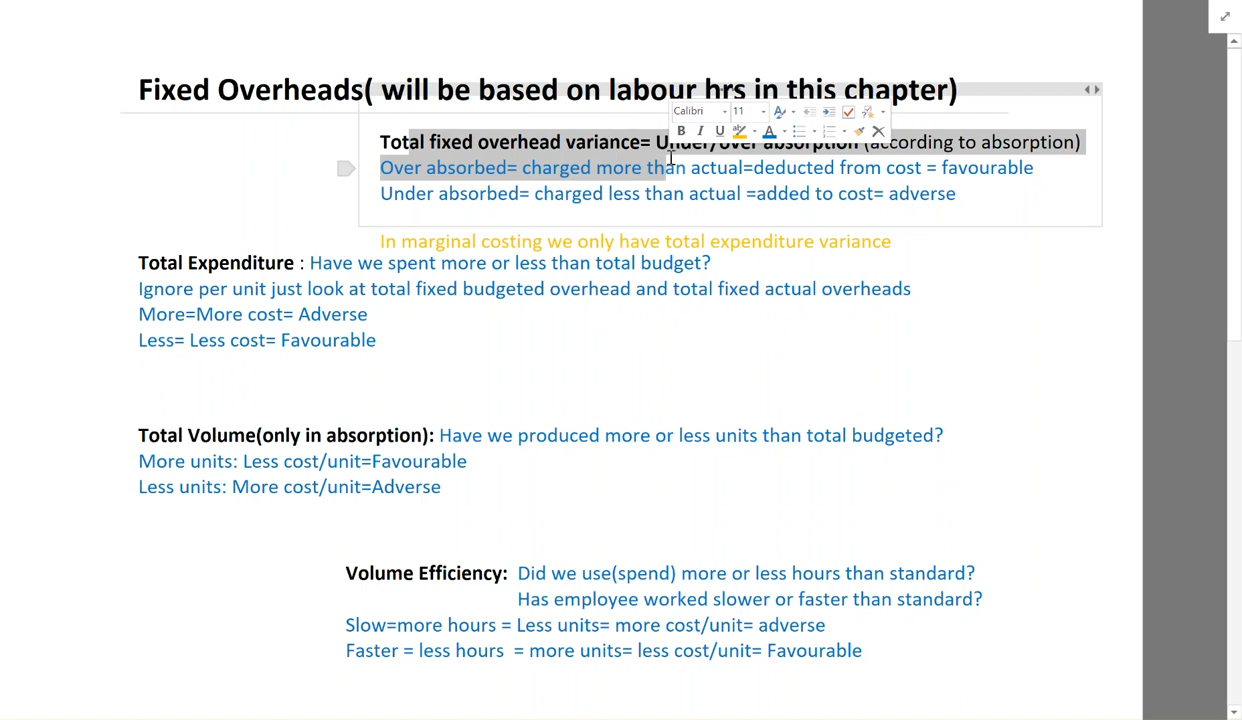 Fixed Overheads( will be based on labour hrs in this chapter)
Calibri 11
B I U
Total fixed overhead variance= Under/over absorption (according to absorption)
Over absorbed= charged more than actual=deducted from cost = favourable
Under absorbed= charged less than actual =added to cost= adverse
In marginal costing we only have total expenditure variance
Total Expenditure : Have we spent more or less than total budget?
Ignore per unit just look at total fixed budgeted overhead and total fixed actual overheads
More=More cost= Adverse
Less= Less cost= Favourable
Total Volume(only in absorption): Have we produced more or less units than total budgeted?
More units: Less cost/unit=Favourable
Less units: More cost/unit=Adverse
Volume Efficiency: Did we use(spend) more or less hours than standard?
Has employee worked slower or faster than standard?
Slow=more hours = Less units= more cost/unit= adverse
Faster = less hours = more units= less cost/unit= Favourable